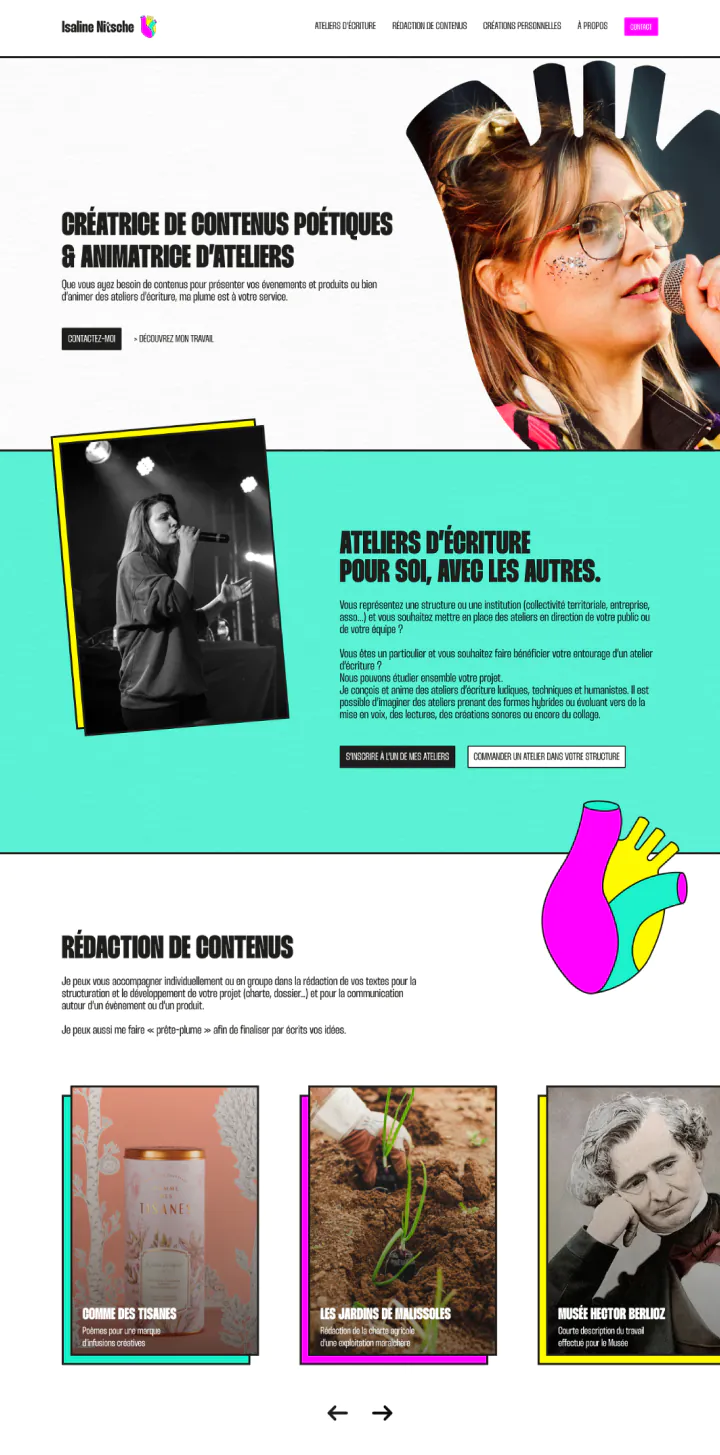 Isaline Nitsche
ATELIERS D'ÉCRITURE
RÉDACTION DE CONTENUS
CRÉATIONS PERSONNELLES
À PROPOS
CONTACT
CRÉATRICE DE CONTENUS POÉTIQUES
& ANIMATRICE D'ATELIERS
Que vous ayez besoin de contenus pour présenter vos évenements et produits ou bien
d'animer des ateliers d'écriture, ma plume est à votre service.
CONTACTEZ-MOI
> DÉCOUVREZ MON TRAVAIL
ATELIERS D'ÉCRITURE
POUR SOI, AVEC LES AUTRES.
Vous représentez une structure ou une institution (collectivité territoriale, entreprise,
asso...) et vous souhaitez mettre en place des ateliers en direction de votre public ou
de votre équipe ?
Vous êtes un particulier et vous souhaitez faire bénéficier votre entourage d'un atelier
d'écriture ?
Nous pouvons étudier ensemble votre projet.
Je conçois et anime des ateliers d'écriture ludiques, techniques et humanistes. Il est
possible d'imaginer des ateliers prenant des formes hybrides ou évoluant vers de la
mise en voix, des lectures, des créations sonores ou encore du collage.
S'INSCRIRE À L'UN DE MES ATELIERS
COMMANDER UN ATELIER DANS VOTRE STRUCTURE
RÉDACTION DE CONTENUS
Je peux vous accompagner individuellement ou en groupe dans la rédaction de vos textes pour la
structuration et le développement de votre projet (charte, dossier...) et pour la communication
autour d'un évènement ou d'un produit.
Je peux aussi me faire « prête-plume » afin de finaliser par écrits vos idées.
TISANES
COMME DES TISANES
Poèmes pour une marque
d'infusions créatives
LES JARDINS DE MALISSOLES
Rédaction de la charte agricole
d'une exploitation maraîchère
MUSÉE HECTOR BERLIOZ
Courte description du travail
effectué pour le Musée